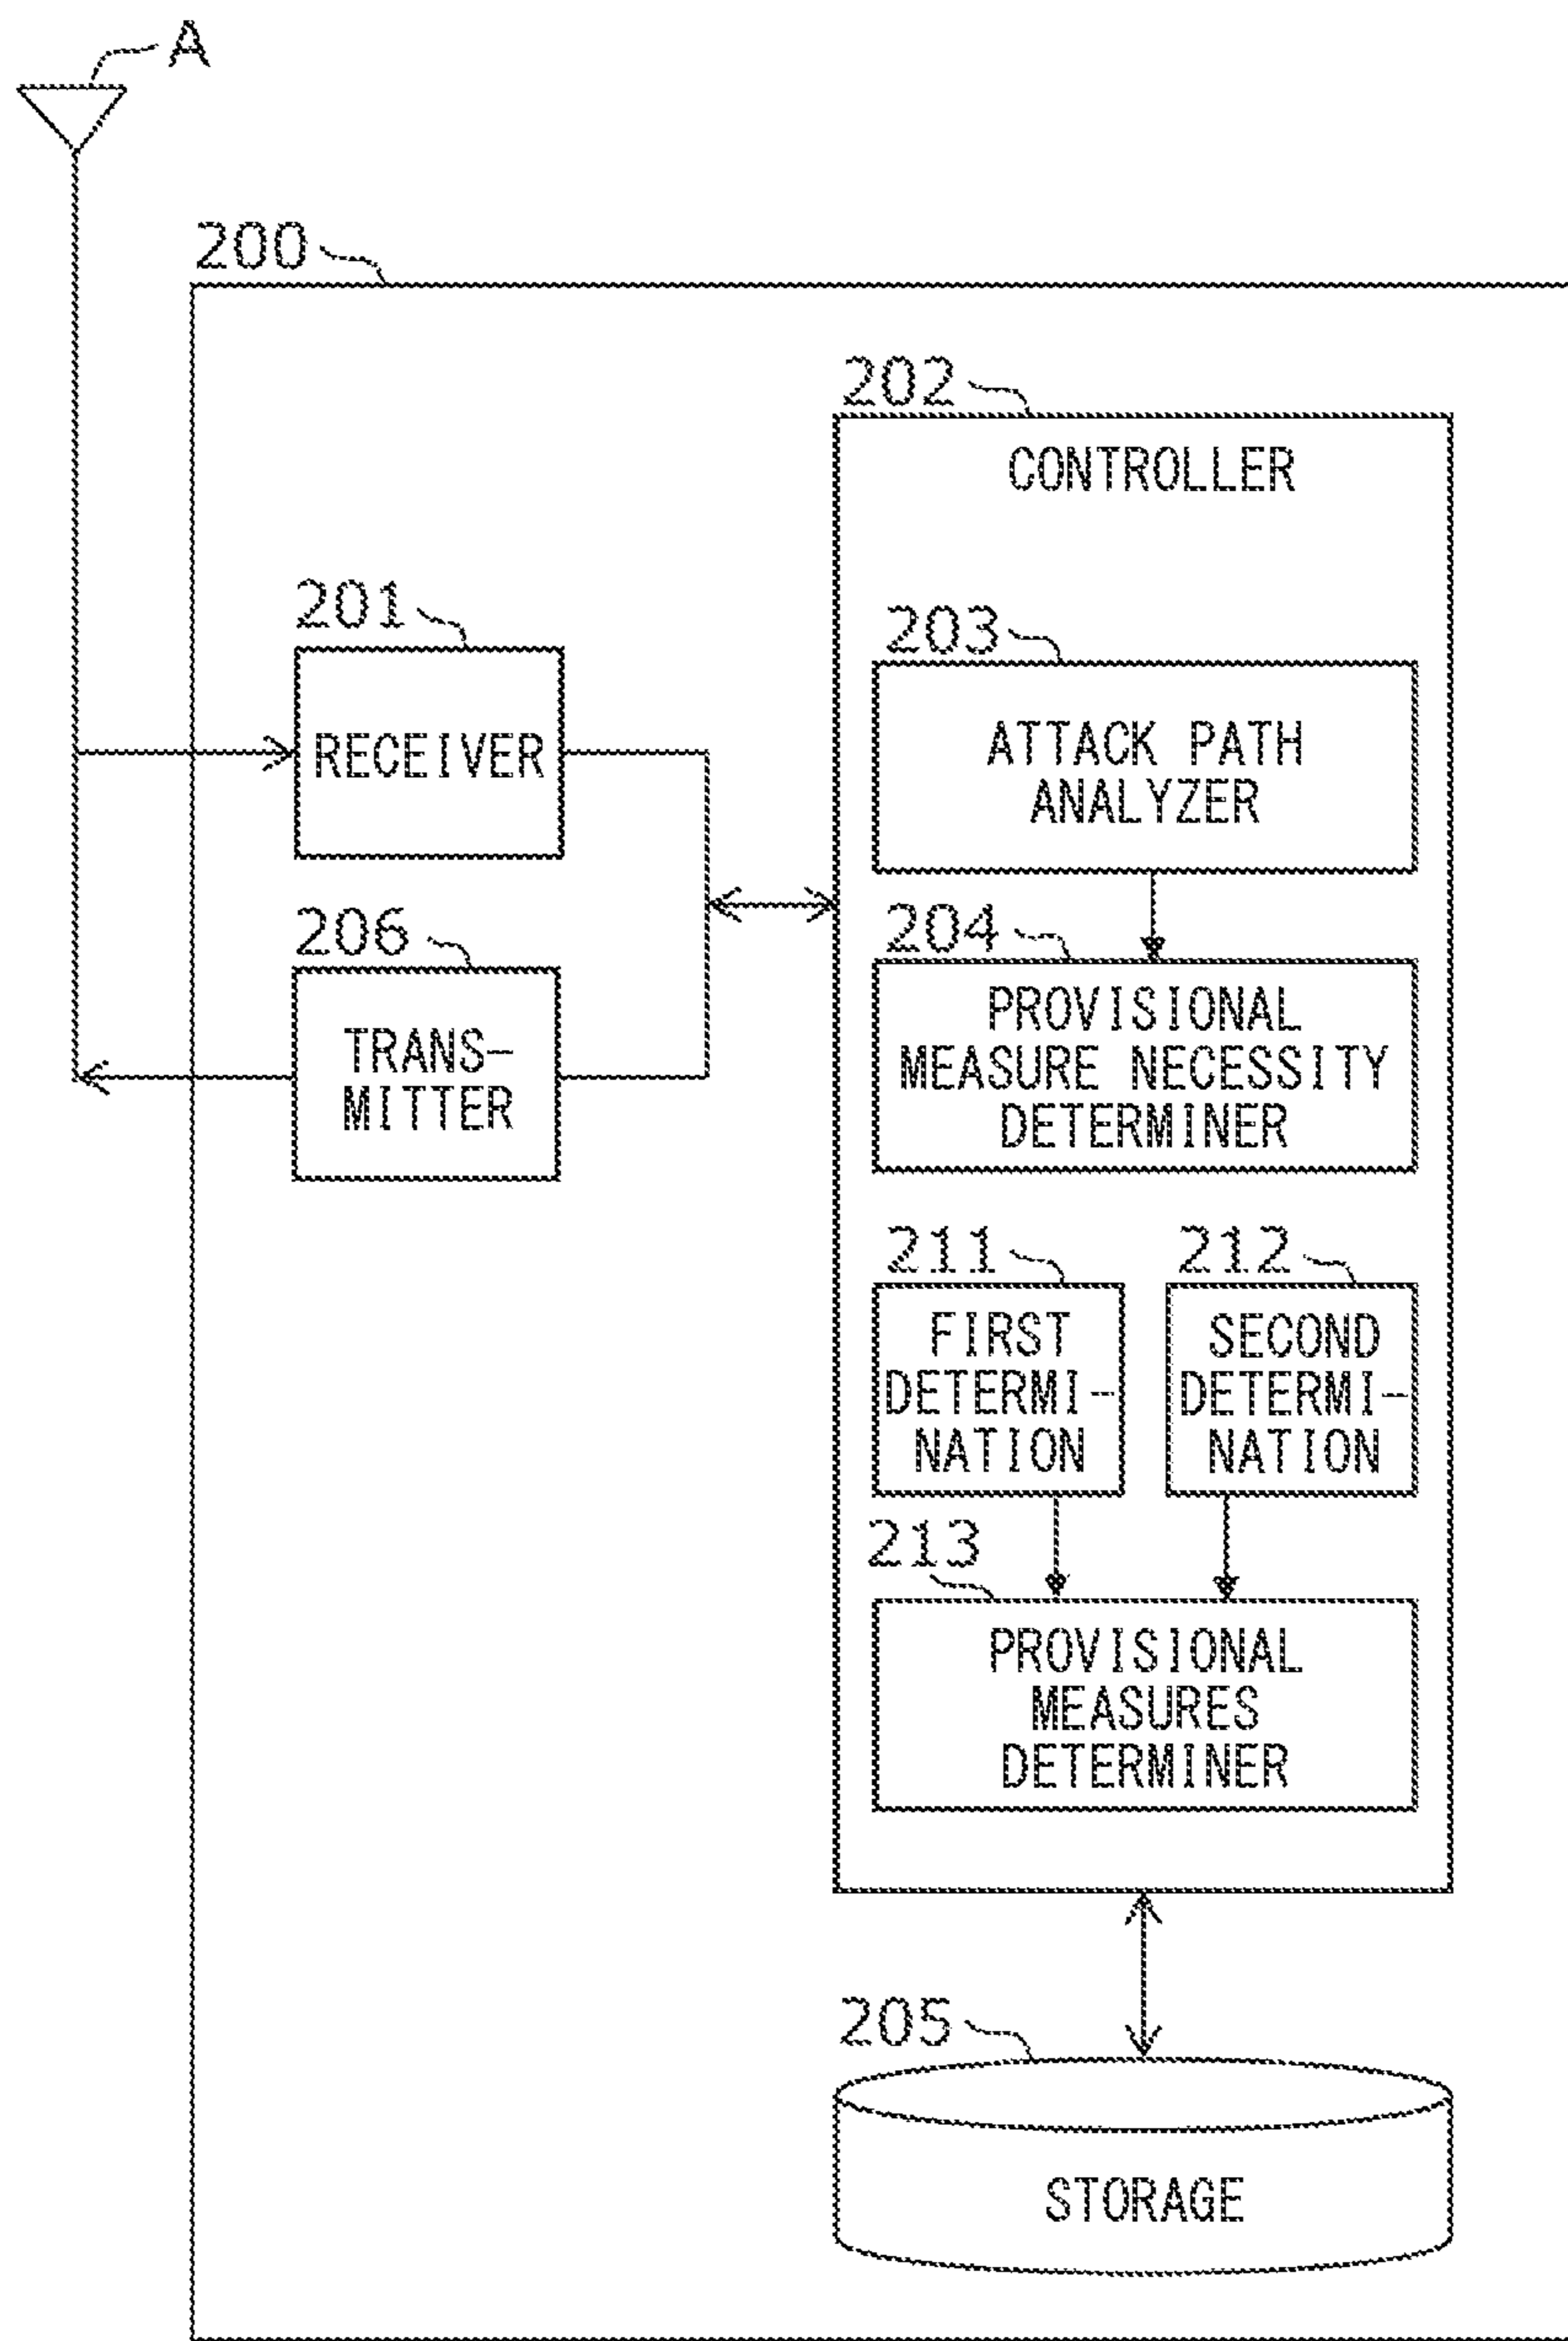 A
200
202
CONTROLLER
201
RECEIVER
203
ATTACK PATH
ANALYZER
206
TRANS-
MITTER
204
PROVISIONAL
MEASURE NECESSITY
DETERMINER
211
FIRST
DETERMI-
NATION
212
SECOND
DETERMI-
NATION
213
PROVISIONAL
MEASURES
DETERMINER
205
STORAGE